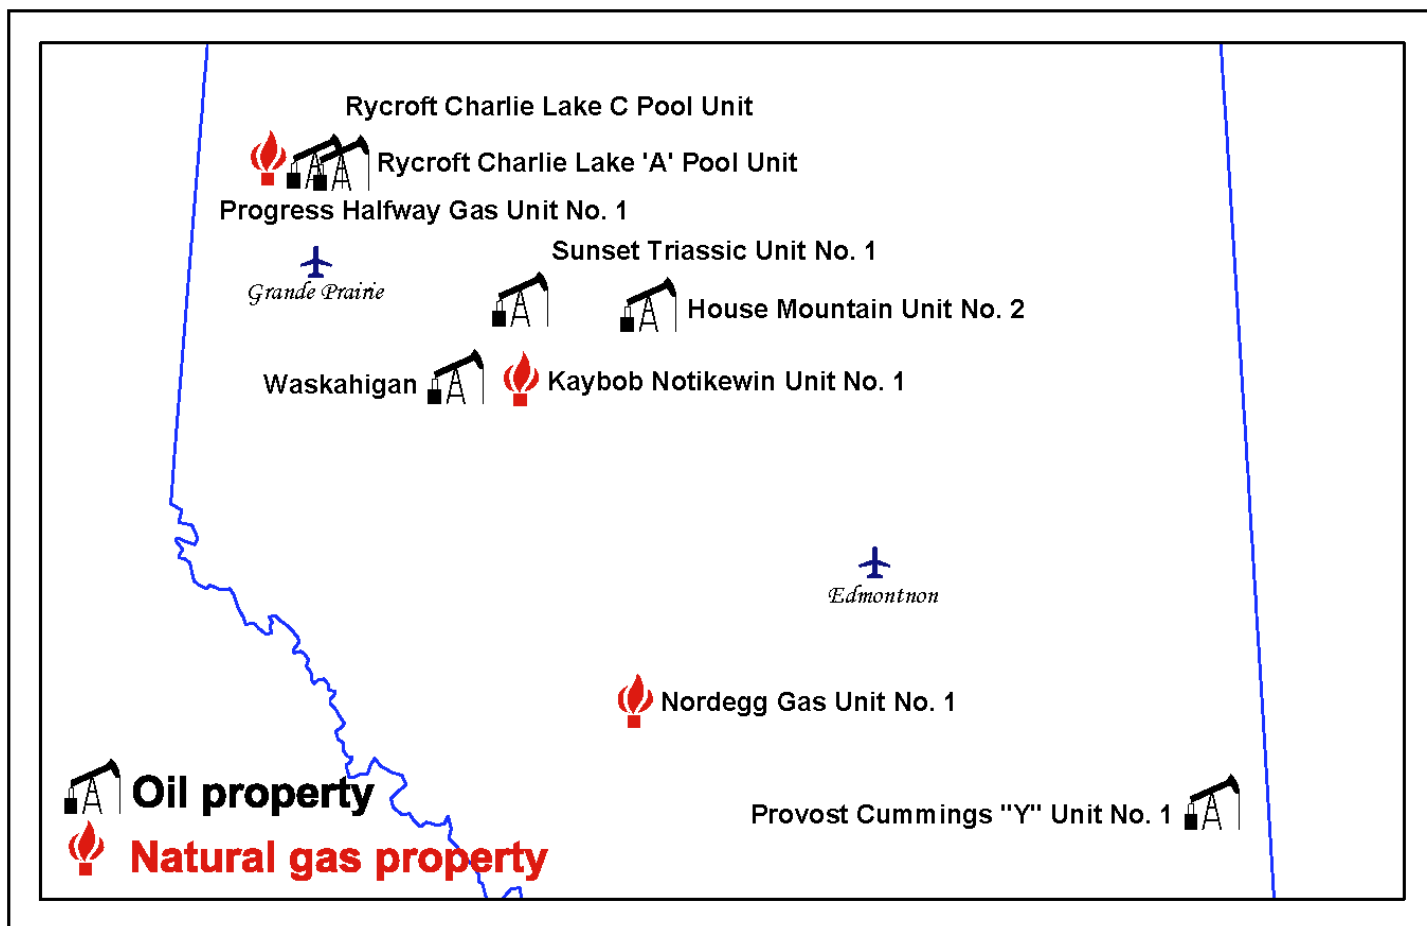 Rycroft Charlie Lake C Pool Unit
Rycroft Charlie Lake 'A' Pool Unit
Progress Halfway Gas Unit No. 1
Sunset Triassic Unit No. 1
Grande Prairie
House Mountain Unit No. 2
Waskahigan
Kaybob Notikewin Unit No. 1
Edmontnon
Nordegg Gas Unit No. 1
Oil property
Provost Cummings "Y" Unit No. 1
Natural gas property